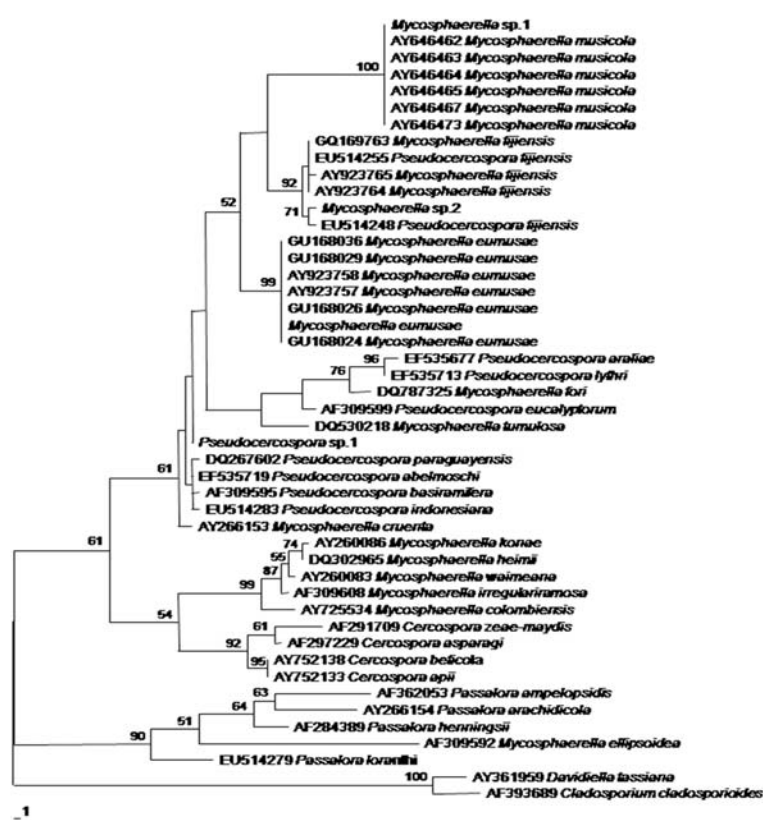 Mycosphaerella sp.1
AY646462 Mycosphaerella musicola
AY646463 Mycosphaerella musicola
AY646464 Mycosphaerella musicola
100
AY646465 Mycosphaerella musicola
AY646467 Mycosphaerella musicola
AY646473 Mycosphaerella musicola
GQ169763 Mycosphaerella fijiensis
EU514255 Pseudocercospora fijiensis
AY923765 Mycosphaerella fijiensis
92
AY923764 Mycosphaerella fijiensis
52
Mycosphaerella sp.2
71
EU514248 Pseudocercospora fijiensis
GU168036 Mycosphaerella eumusae
GU168029 Mycosphaerella eumusae
AY923758 Mycosphaerella eumusae
99
AY923757 Mycosphaerella eumusae
GU168026 Mycosphaerella eumusae
Mycosphaerella eumusae
GU168024 Mycosphaerella eumusae
96
EF535677 Pseudocercospora araliae
76
EF535713 Pseudocercospora lythri
DQ787325 Mycosphaerella fori
AF309599 Pseudocercospora eucalyptorum
DQ530218 Mycosphaerella tumulosa
Pseudocercospora sp.1
DQ267602 Pseudocercospora paraguayensis
61
EF535719 Pseudocercospora abelmoschi
AF309595 Pseudocercospora basiramifera
EU514283 Pseudocercospora indonesiana
AY266153 Mycosphaerella cruenta
61
74
AY260086 Mycosphaerella konae
55
DQ302965 Mycosphaerella heimii
87
AY260083 Mycosphaerella waimeana
99
AF309608 Mycosphaerella irregulariramosa
AY725534 Mycosphaerella colombiensis
54
61
AF291709 Cercospora zeae-maydis
92
AF297229 Cercospora asparagi
95
AY752138 Cercospora beticola
AY752133 Cercospora apii
63
AF362053 Passalora ampelopsidis
64
AY266154 Passalora arachidicola
51
AF284389 Passalora henningsii
90
AF309592 Mycosphaerella ellipsoidea
EU514279 Passalora loranthi
100
AY361959 Davidiella tassiana
AF393689 Cladosporium cladosporioides
_1